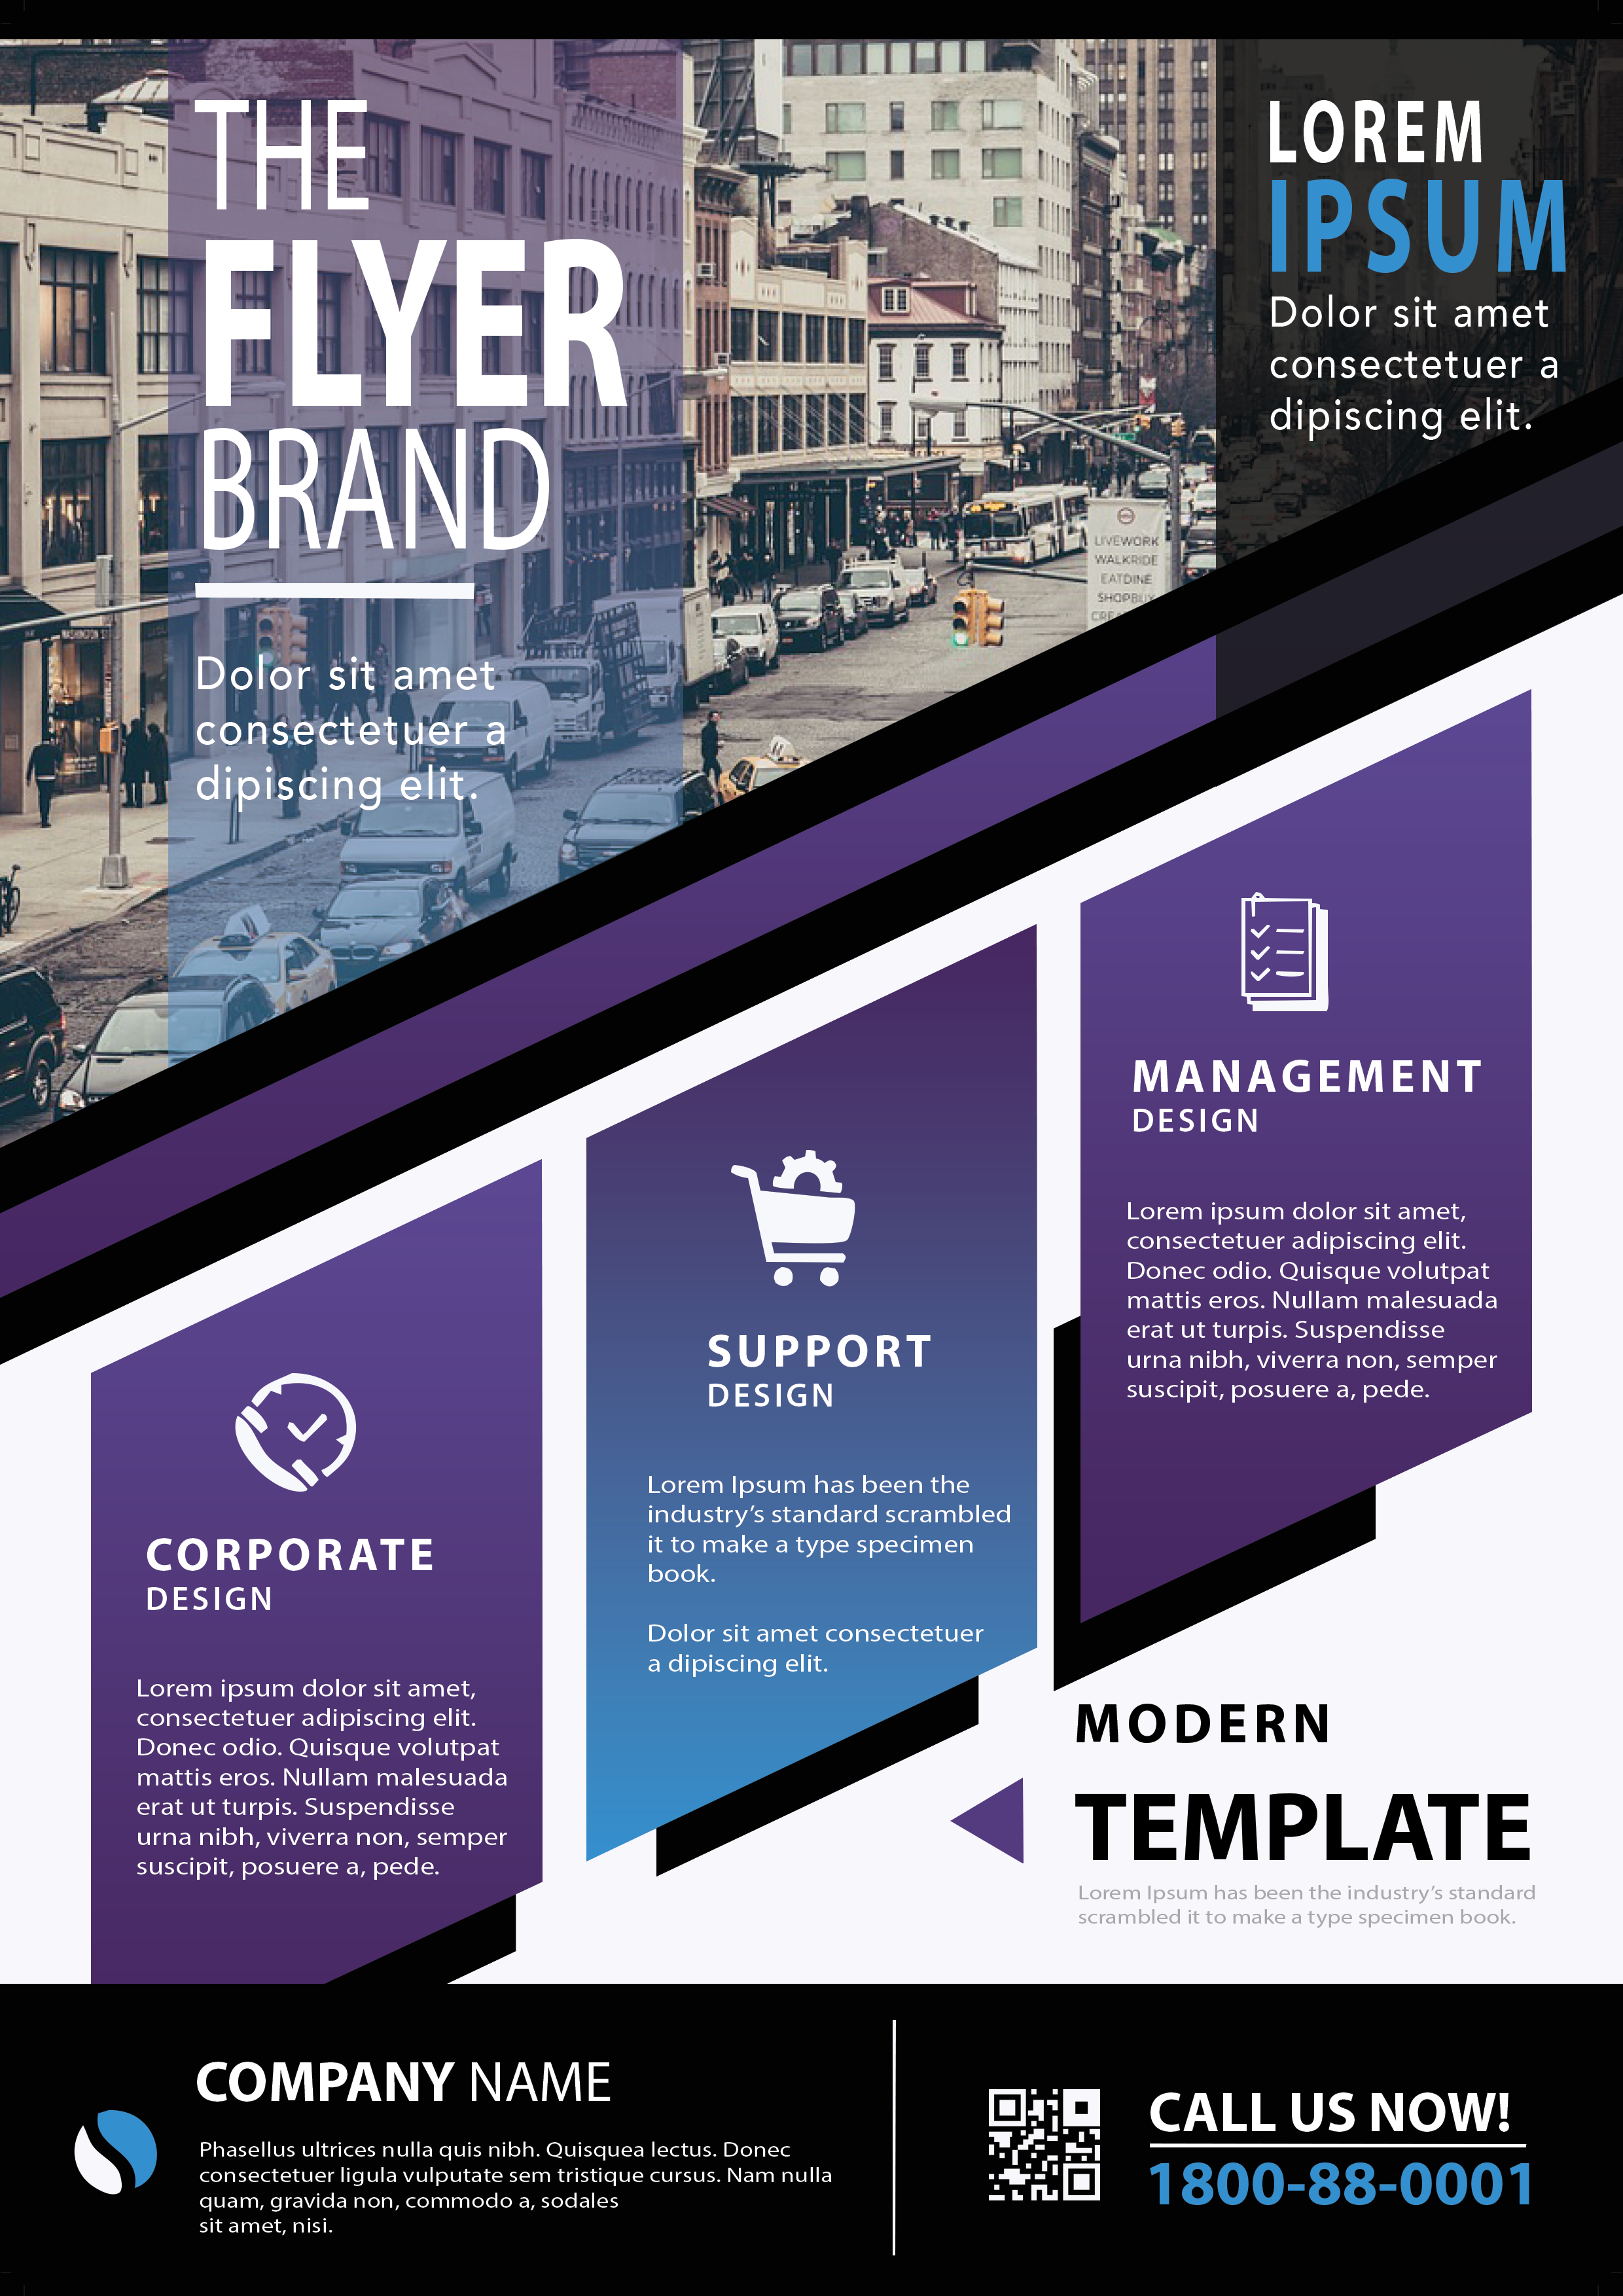 THE
FLYER
BRAND
Dolor sit amet
consectetuer a
dipiscing elit.
LOREM
IPSUM
Dolor sit amet
consectetuer a
dipiscing elit.
LIVEWORK
WALKRIDE
EATDINE
SHOPBUY
WASHINGTON ST
MANAGEMENT
DESIGN
Lorem ipsum dolor sit amet,
consectetuer adipiscing elit.
Donec odio. Quisque volutpat
mattis eros. Nullam malesuada
erat ut turpis. Suspendisse
urna nibh, viverra non, semper
suscipit, posuere a, pede.
SUPPORT
DESIGN
Lorem Ipsum has been the
industry’s standard scrambled
it to make a type specimen
book.
Dolor sit amet consectetuer
a dipiscing elit.
CORPORATE
DESIGN
Lorem ipsum dolor sit amet,
consectetuer adipiscing elit.
Donec odio. Quisque volutpat
mattis eros. Nullam malesuada
erat ut turpis. Suspendisse
urna nibh, viverra non, semper
suscipit, posuere a, pede.
MODERN
TEMPLATE
Lorem Ipsum has been the industry’s standard
scrambled it to make a type specimen book.
COMPANY NAME
Phasellus ultrices nulla quis nibh. Quisquea lectus. Donec
consectetuer ligula vulputate sem tristique cursus. Nam nulla
quam, gravida non, commodo a, sodales
sit amet, nisi.
CALL US NOW!
1800-88-0001